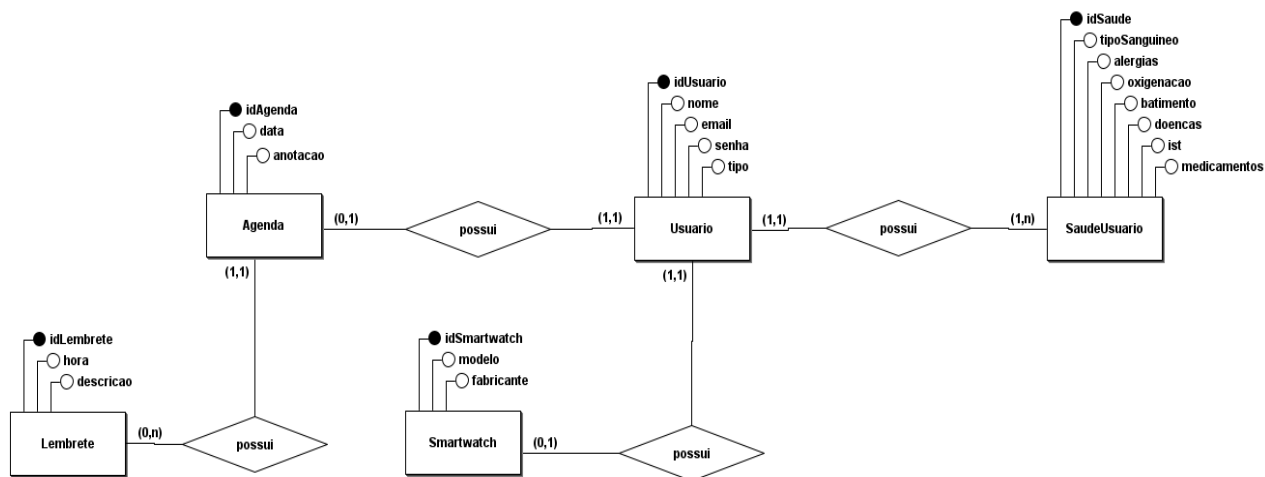 idSaude
tipoSanguineo
alergias
oxigenacao
batimento
doencas
ist
medicamentos
idUsuario
nome
email
senha
tipo
idAgenda
data
anotacao
Agenda
(0,1)
possui
(1,1)
Usuario
(1,1)
possui
(1,n)
SaudeUsuario
(1,1)
(1,1)
idLembrete
hora
descricao
idSmartwatch
modelo
fabricante
Lembrete
(0,n)
possui
Smartwatch
(0,1)
possui